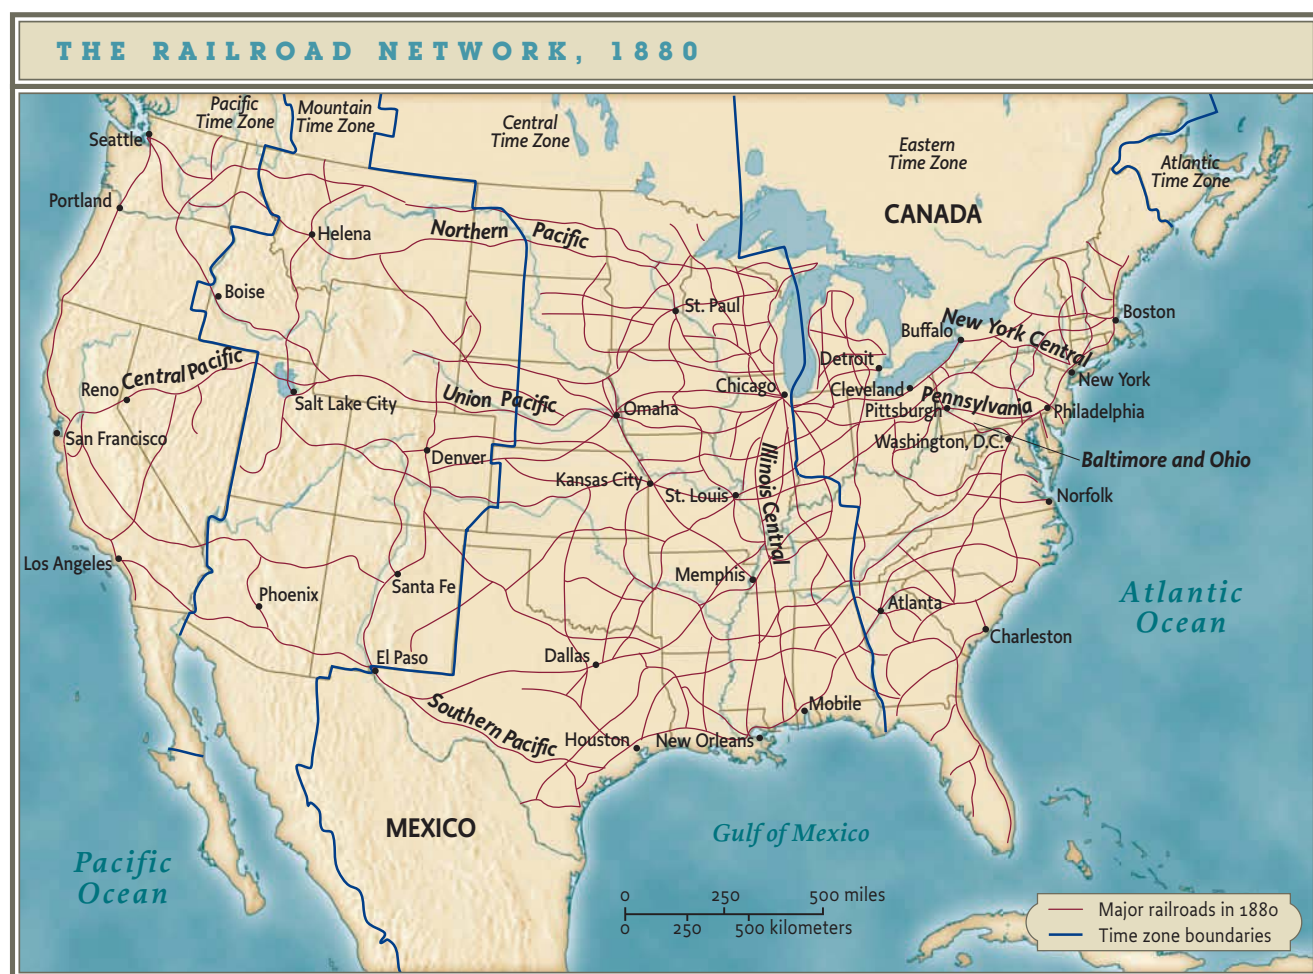 THE RAILROAD NETWORK, 1880
Pacific
Time Zone
Mountain
Time Zone
Central
Time Zone
Eastern
Time Zone
Atlantic
Time Zone
Seattle
Portland
Helena
Northern Pacific
CANADA
Boise
St. Paul
Buffalo
New York Central
Boston
Detroit
Reno
Central Pacific
Salt Lake City
Union Pacific
Omaha
Chicago
Cleveland
Pittsburgh
Pennsylvania
New York
Philadelphia
San Francisco
Denver
Washington, D.C.
Baltimore and Ohio
Kansas City
St. Louis
Illinois Central
Norfolk
Los Angeles
Phoenix
Santa Fe
Memphis
Atlanta
Charleston
Atlantic
Ocean
El Paso
Dallas
Southern Pacific
Houston
New Orleans
Mobile
MEXICO
Gulf of Mexico
Pacific
Ocean
0 250 500 miles
0 250 500 kilometers
Major railroads in 1880
Time zone boundaries